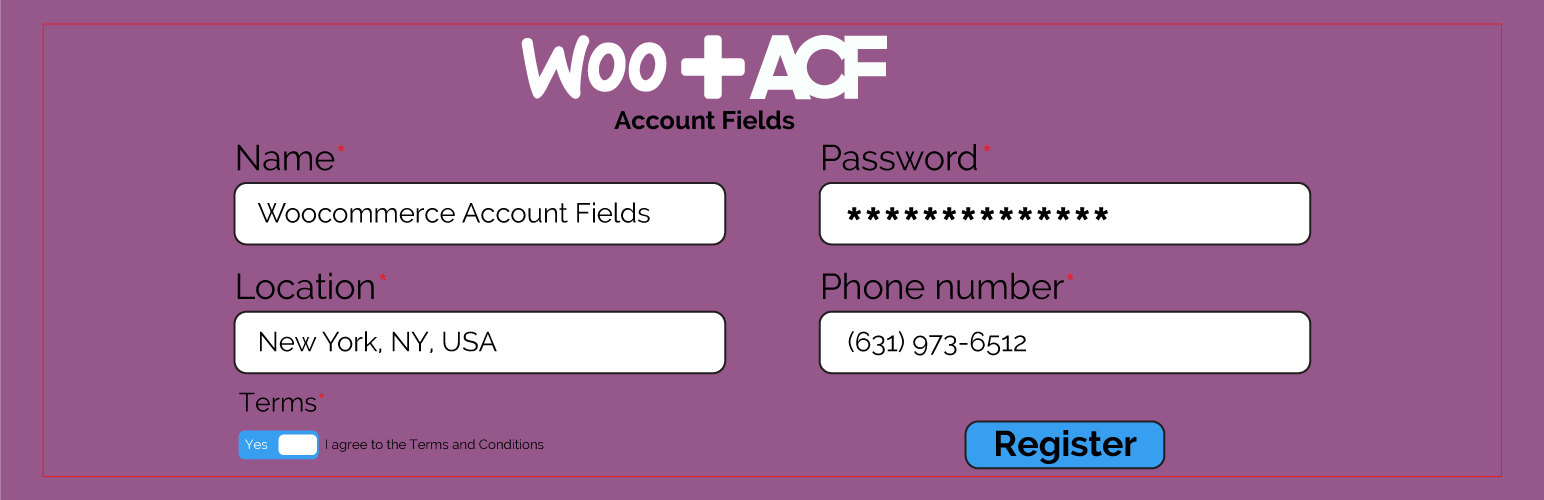 Woo+ACF
Account Fields
Name*
Password*
Woocommerce Account Fields
**************
Location*
Phone number*
New York, NY, USA
(631) 973-6512
Terms*
Yes I agree to the Terms and Conditions
Register